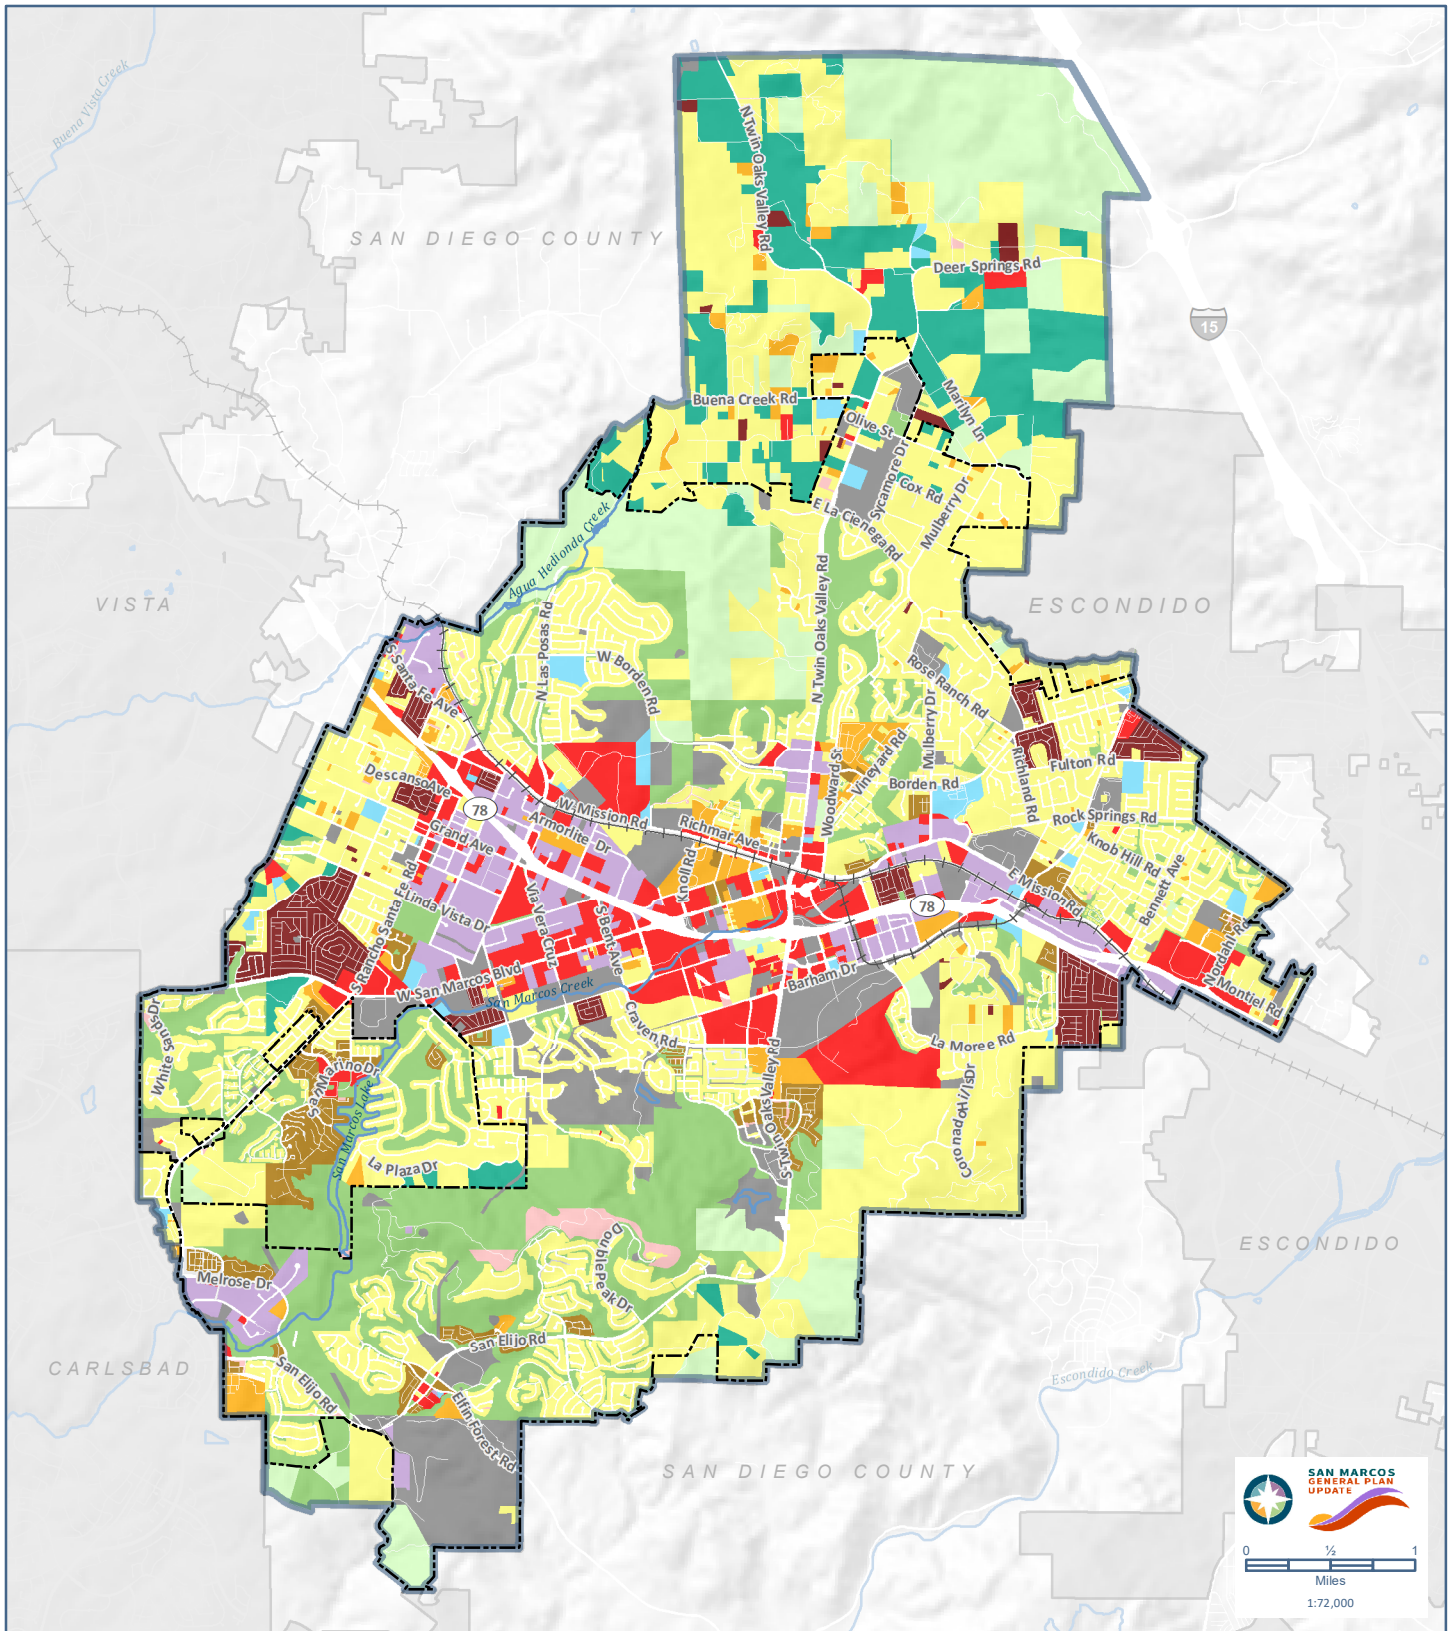 Buena Vista Creek
SAN DIEGO COUNTY
N Twin Oaks Valley Rd
Deer Springs Rd
15
Buena Creek Rd
Marilyn Ln
Olive St
Sycamore Dr
Cox Rd
Mulberry Dr
E La Cienega Rd
Agua Hedionda Creek
VISTA
ESCONDIDO
N Las Posas Rd
W Borden Rd
N Twin Oaks Valley Rd
S Santa Fe Ave
Rose Ranch Rd
Mulberry Dr
Vineyard Rd
Woodward St
Richland Rd
Fulton Rd
Descanso Ave
78
Borden Rd
W Mission Rd
Armorlite Dr
Richmar Ave
Rock Springs Rd
Grand Ave
Knob Hill Rd
Bennett Ave
Knoll Rd
E Mission Rd
78
S Rancho Santa Fe Rd
Linda Vista Dr
Via Vera Cruz
S Bent Ave
Nordahl Rd
Barham Dr
W San Marcos Blvd
San Marcos Creek
Montiel Rd
White Sands Dr
Craven Rd
La Moree Rd
San Marino Dr
San Marcos Lake
S Twin Oaks Valley Rd
Coronado Hills Dr
La Plaza Dr
Double Peak Dr
ESCONDIDO
Melrose Dr
San Elijo Rd
CARLSBAD
San Elijo Rd
Elfin Forest Rd
Escondido Creek
SAN DIEGO COUNTY
SAN MARCOS
GENERAL PLAN
UPDATE
0 ½ 1
Miles
1:72,000